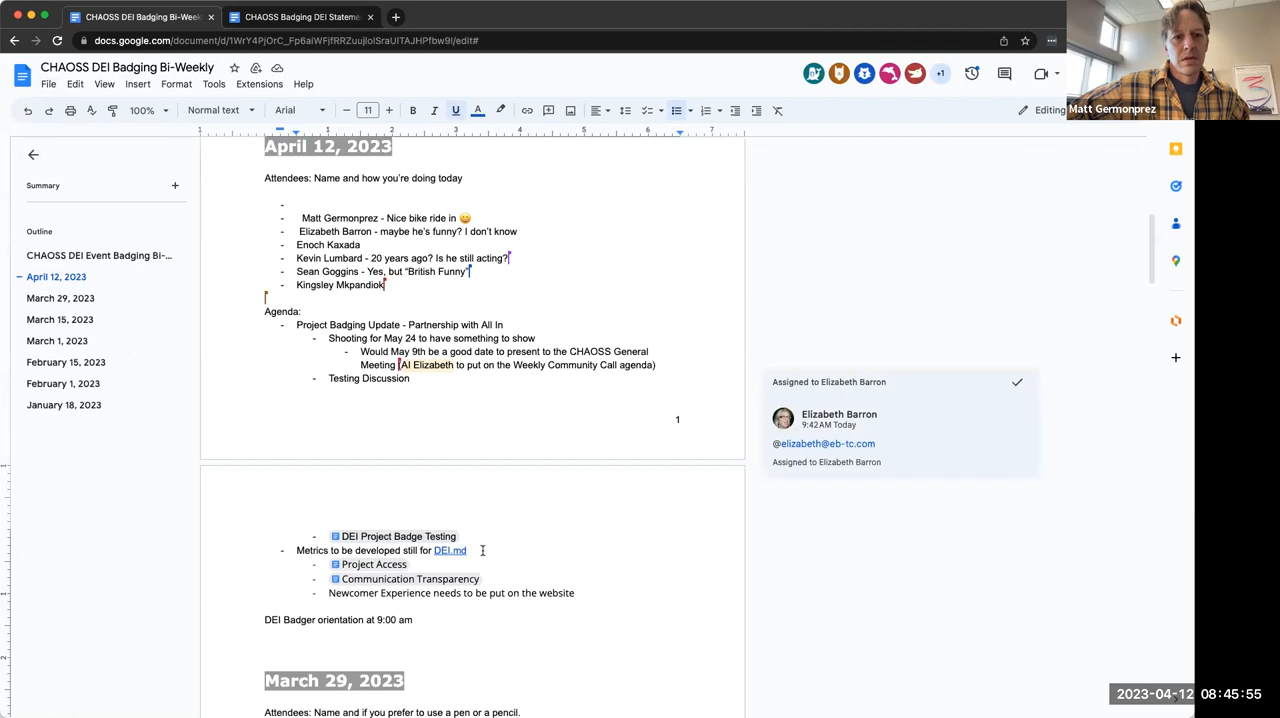 CHAOSS DEI Badging Bi-Week
CHAOSS Badging DEI Stateme
docs.google.com/document/d/1WrY4PjOrC_Fp6aiWFjfRRZuujlolSraUlTAJHPfbw9I/edit#
CHAOSS DEI Badging Bi-Weekly
File Edit View Insert Format Tools Extensions Help
+1
100% Normal text Arial 11 Editing
Matt Germonprez
1 1 2 3 4 5 6 7
Summary
Outline
CHAOSS DEI Event Badging Bi-...
April 12, 2023
March 29, 2023
March 15, 2023
March 1, 2023
February 15, 2023
February 1, 2023
January 18, 2023
April 12, 2023
Attendees: Name and how you're doing today
-
- Matt Germonprez - Nice bike ride in 😀
- Elizabeth Barron - maybe he's funny? I don't know
- Enoch Kaxada
- Kevin Lumbard - 20 years ago? Is he still acting?
- Sean Goggins - Yes, but "British Funny"
- Kingsley Mkpandiok
Agenda:
- Project Badging Update - Partnership with All In
- Shooting for May 24 to have something to show
- Would May 9th be a good date to present to the CHAOSS General
Meeting (AI Elizabeth to put on the Weekly Community Call agenda)
- Testing Discussion
1
- DEI Project Badge Testing
- Metrics to be developed still for DEI.md
- Project Access
- Communication Transparency
- Newcomer Experience needs to be put on the website
DEI Badger orientation at 9:00 am
March 29, 2023
Attendees: Name and if you prefer to use a pen or a pencil.
Assigned to Elizabeth Barron
Elizabeth Barron
9:42 AM Today
@elizabeth@eb-tc.com
Assigned to Elizabeth Barron
2023-04-12 08:45:55